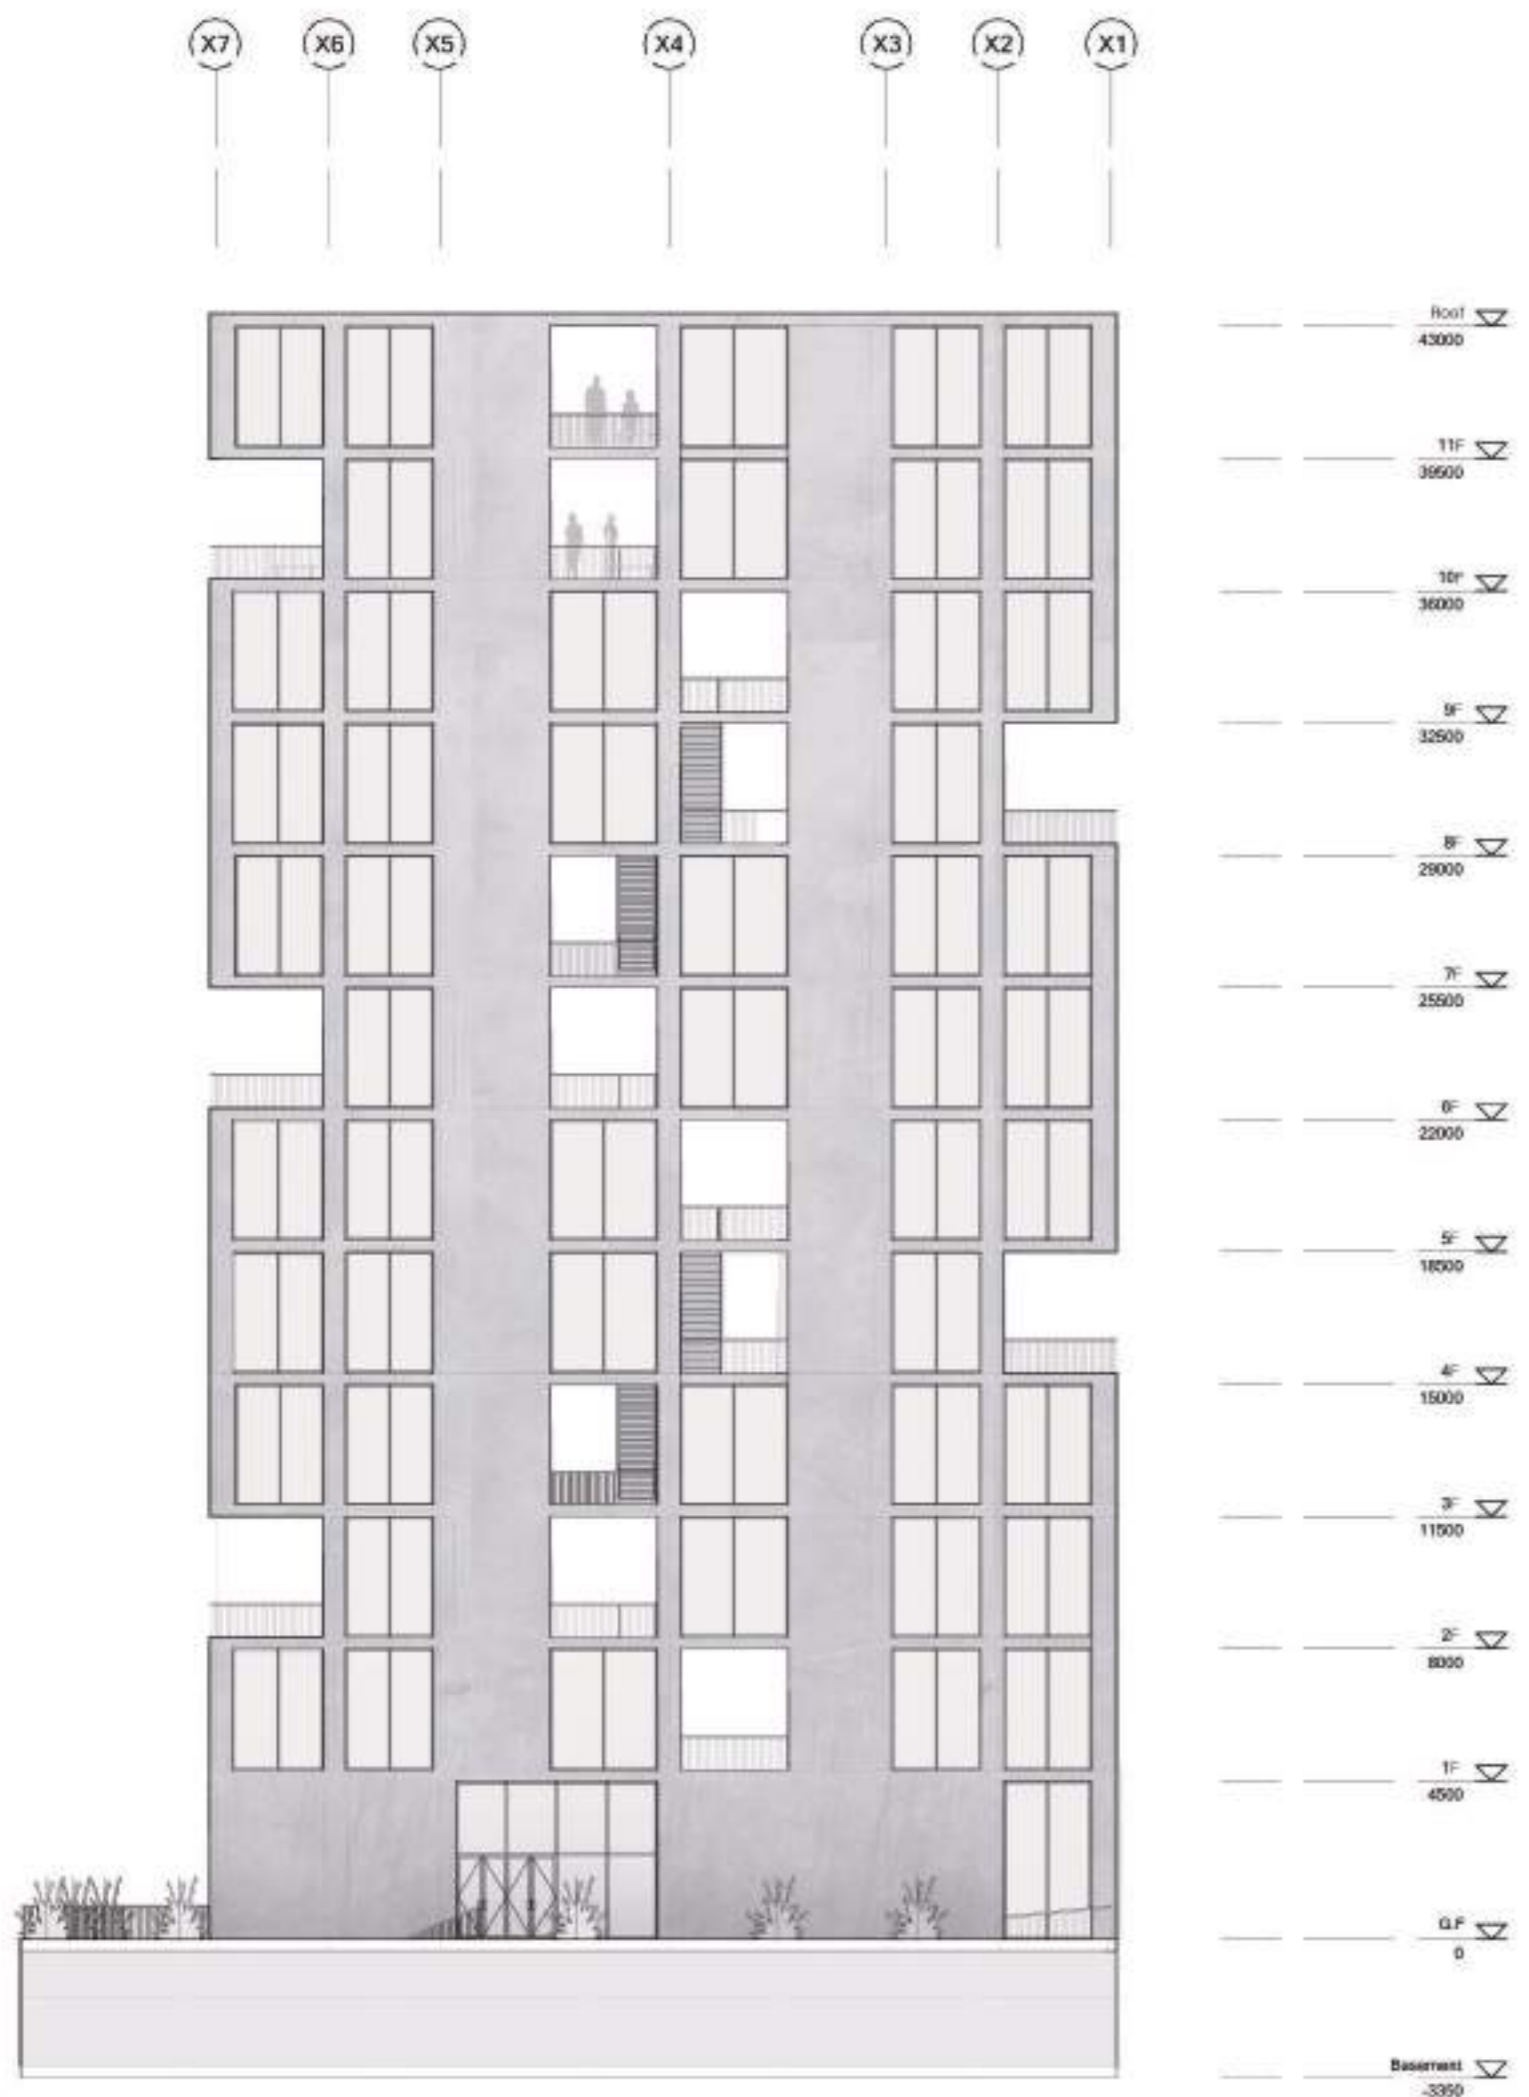 X7 X6 X5 X4 X3 X2 X1
Roof
43000
11F
39500
10F
36000
9F
32500
8F
29000
7F
25500
6F
22000
5F
18500
4F
15000
3F
11500
2F
8000
1F
4500
G.F
0
Basement
-3350